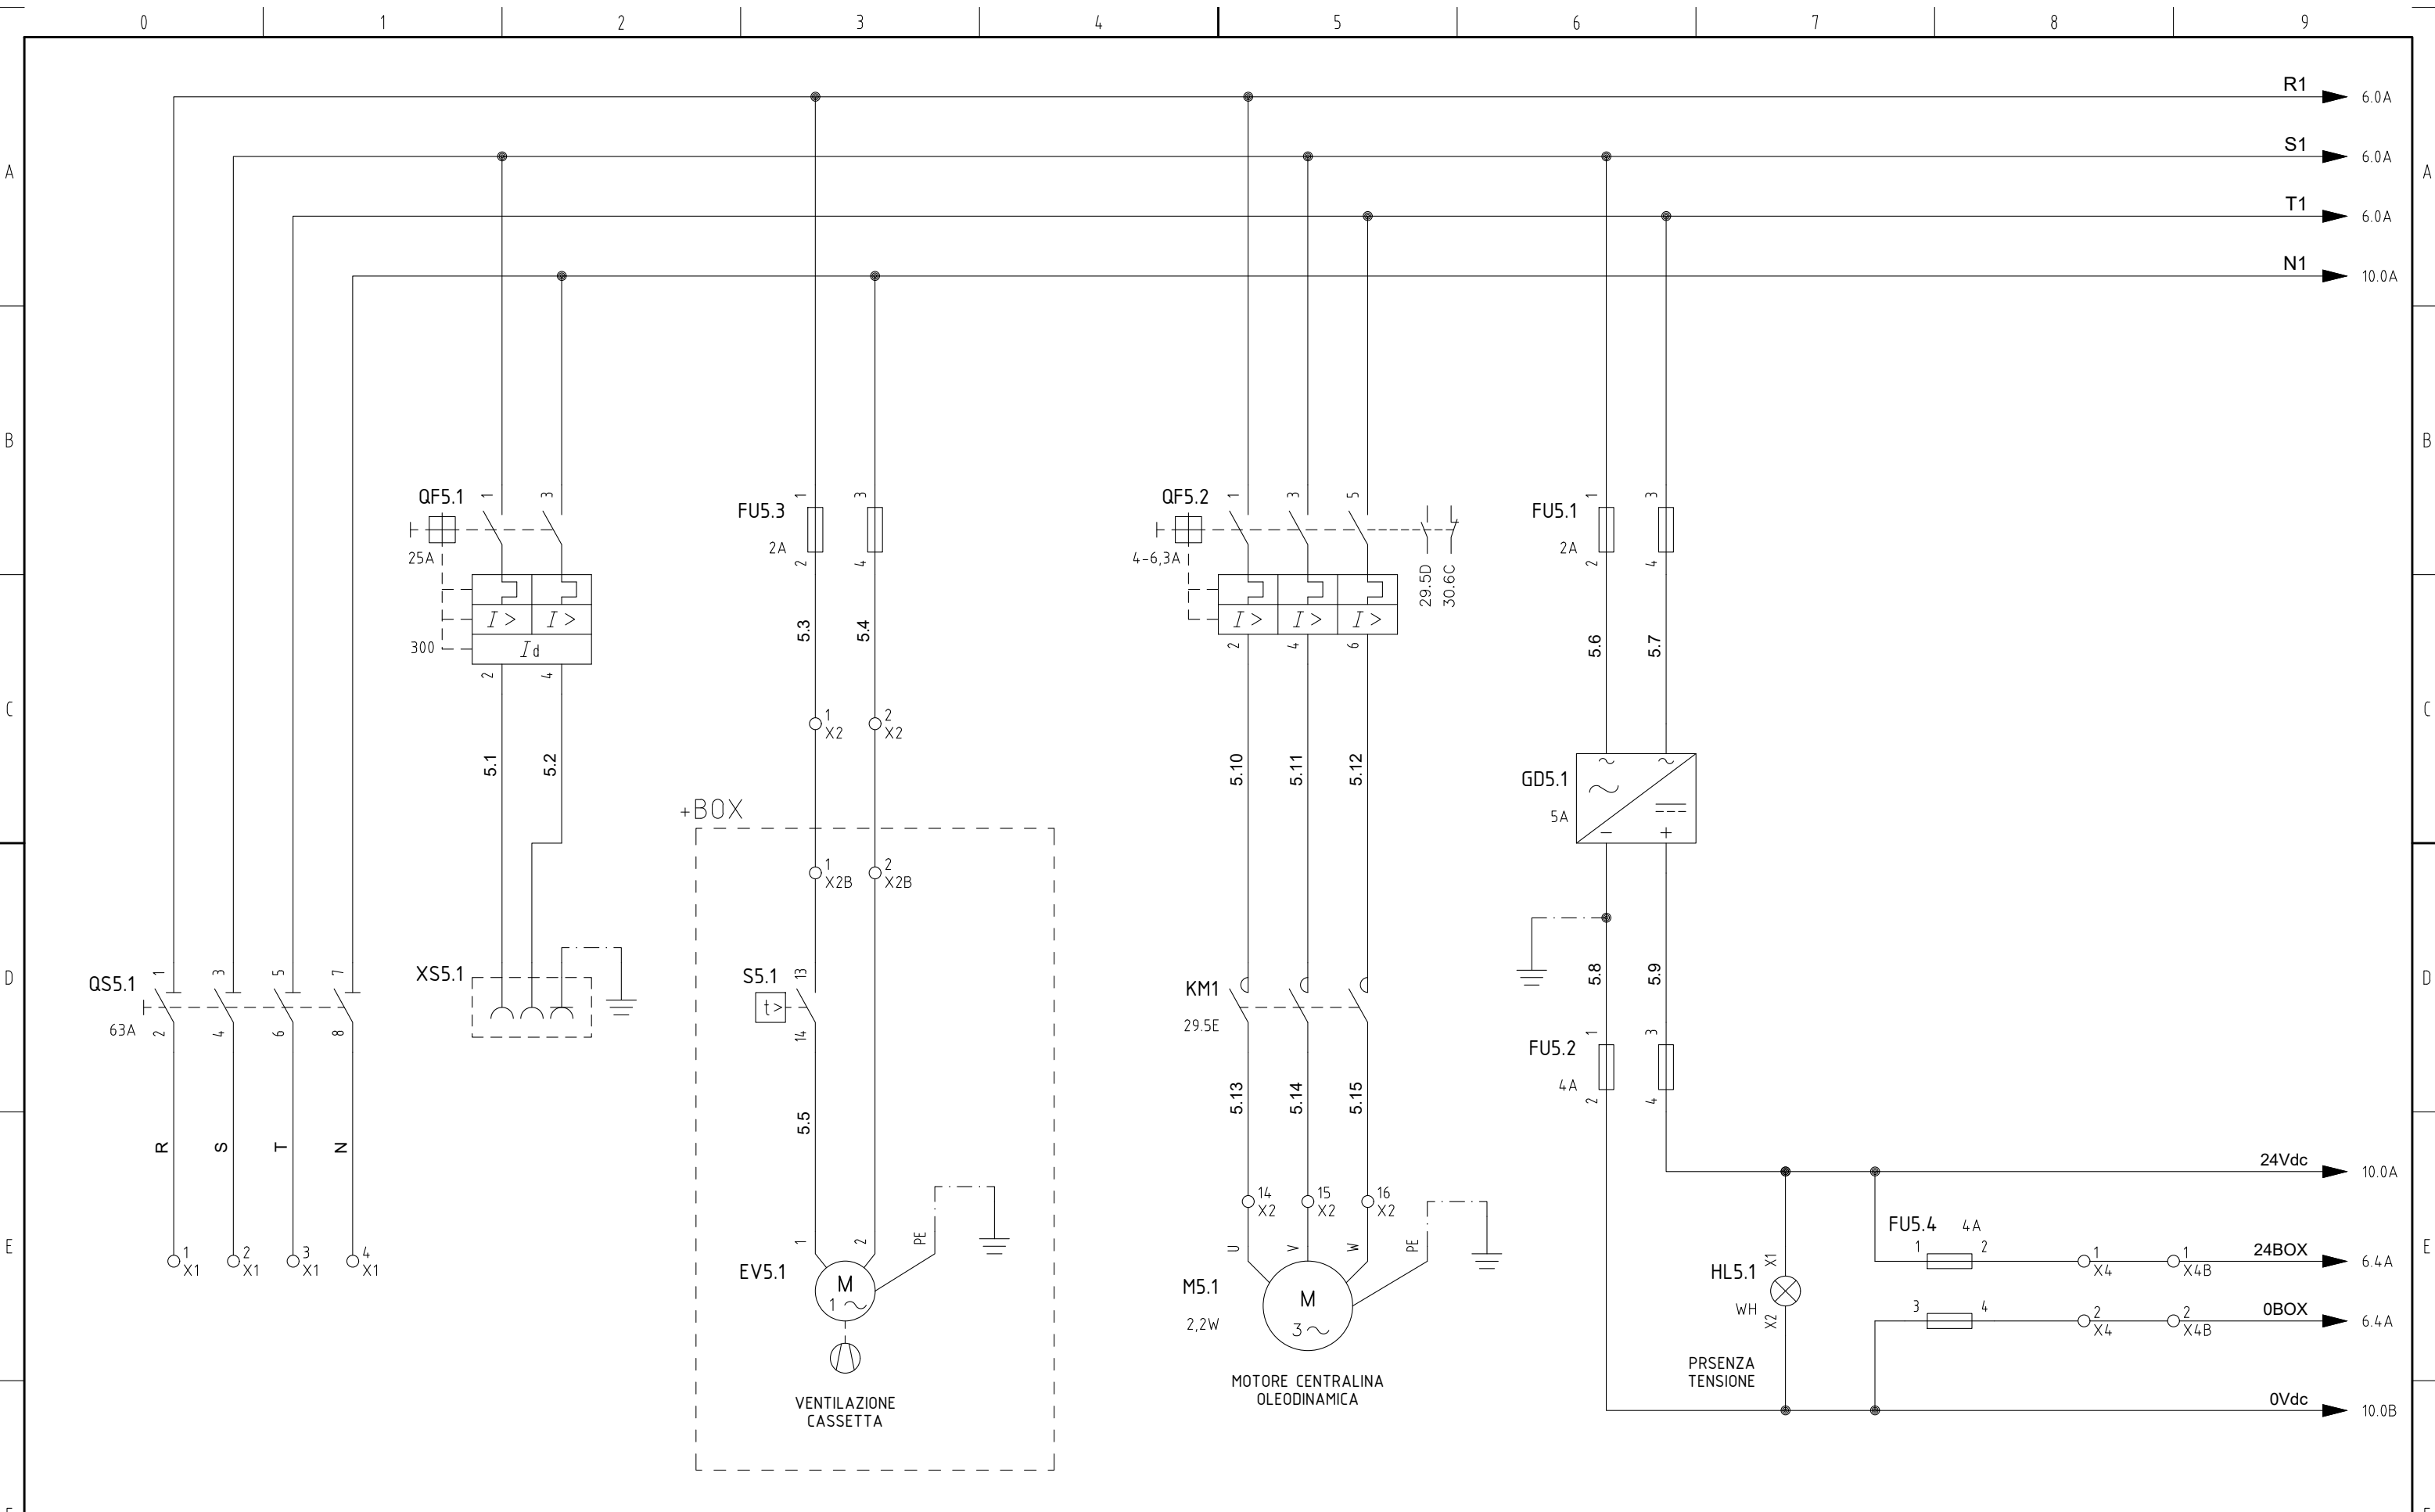 0 1 2 3 4 5 6 7 8 9
R1 6.0A
S1 6.0A
A A
T1 6.0A
N1 10.0A
B B
QF5.1 1 3
25A
I> I>
300 Id
2 4
5.1 5.2
FU5.3 1 3
2A
2 4
5.3 5.4
1 X2 2 X2
QF5.2 1 3 5
4-6,3A
29.5D 30.6C
I> I> I>
2 4 6
5.10 5.11 5.12
FU5.1 1 3
2A
2 4
5.6 5.7
C C
GD5.1
5A
- +
+BOX
1 X2B 2 X2B
D D
QS5.1 1 3 5 7
63A 2 4 6 8
R S T N
1 X1 2 X1 3 X1 4 X1
XS5.1
S5.1 13
t>
14
5.5
1 2 PE
EV5.1
M
1
VENTILAZIONE
CASSETTA
KM1
29.5E
5.13 5.14 5.15
14 X2 15 X2 16 X2
U V W PE
M5.1
2,2W
M
3
MOTORE CENTRALINA
OLEODINAMICA
5.8 5.9
FU5.2 1 3
4A
2 4
24Vdc 10.0A
E E
FU5.4 4A
1 2 1 X4 1 X4B 24BOX 6.4A
HL5.1 X1
WH X2
3 4 2 X4 2 X4B 0BOX 6.4A
PRSENZA
TENSIONE
0Vdc 10.0B